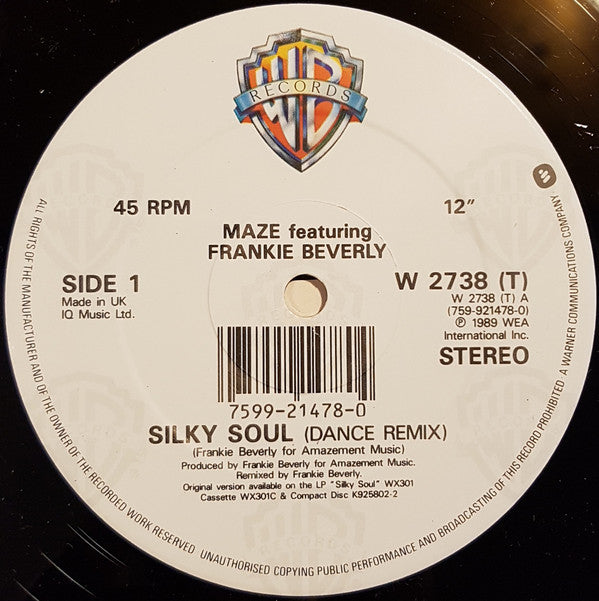 WB
RECORDS
45 RPM
12"
MAZE featuring
FRANKIE BEVERLY
SIDE 1
Made in UK
IQ Music Ltd.
W 2738 (T)
W 2738 (T) A
(759-921478-0)
℗ 1989 WEA
International Inc.
STEREO
7599-21478-0
SILKY SOUL (DANCE REMIX)
(Frankie Beverly for Amazement Music)
Produced by Frankie Beverly for Amazement Music.
Remixed by Frankie Beverly.
Original version available on the LP "Silky Soul" WX301
Cassette WX301C & Compact Disc K925802-2
ALL RIGHTS OF THE MANUFACTURER AND OF THE OWNER OF THE RECORDED WORK RESERVED. UNAUTHORISED COPYING PUBLIC PERFORMANCE AND BROADCASTING OF THIS RECORD PROHIBITED. A WARNER COMMUNICATIONS COMPANY